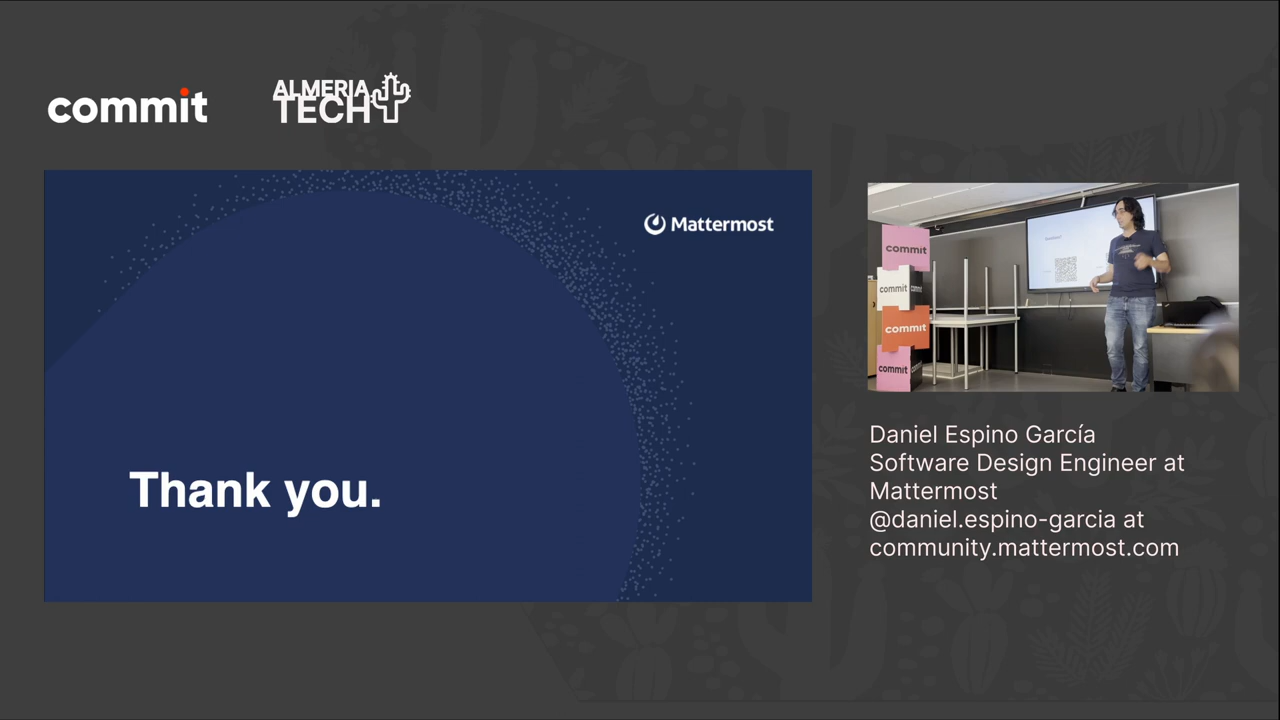 commit
ALMERIA
TECH
Mattermost
Thank you.
commit
commit
commit
commit
Daniel Espino García
Software Design Engineer at
Mattermost
@daniel.espino-garcia at
community.mattermost.com